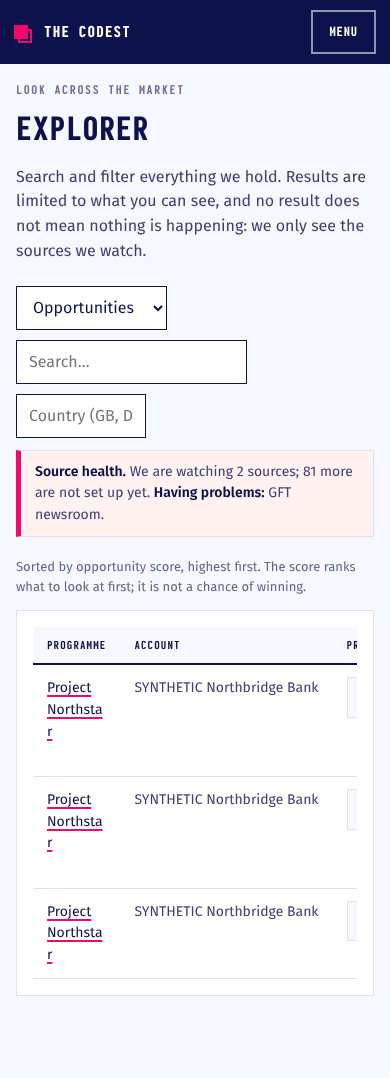 THE CODEST
MENU
LOOK ACROSS THE MARKET
EXPLORER
Search and filter everything we hold. Results are
limited to what you can see, and no result does
not mean nothing is happening: we only see the
sources we watch.
Opportunities
Search...
Country (GB, D
Source health. We are watching 2 sources; 81 more
are not set up yet. Having problems: GFT
newsroom.
Sorted by opportunity score, highest first. The score ranks
what to look at first; it is not a chance of winning.
PROGRAMME ACCOUNT PR
Project SYNTHETIC Northbridge Bank
Northsta
r
Project SYNTHETIC Northbridge Bank
Northsta
r
Project SYNTHETIC Northbridge Bank
Northsta
r